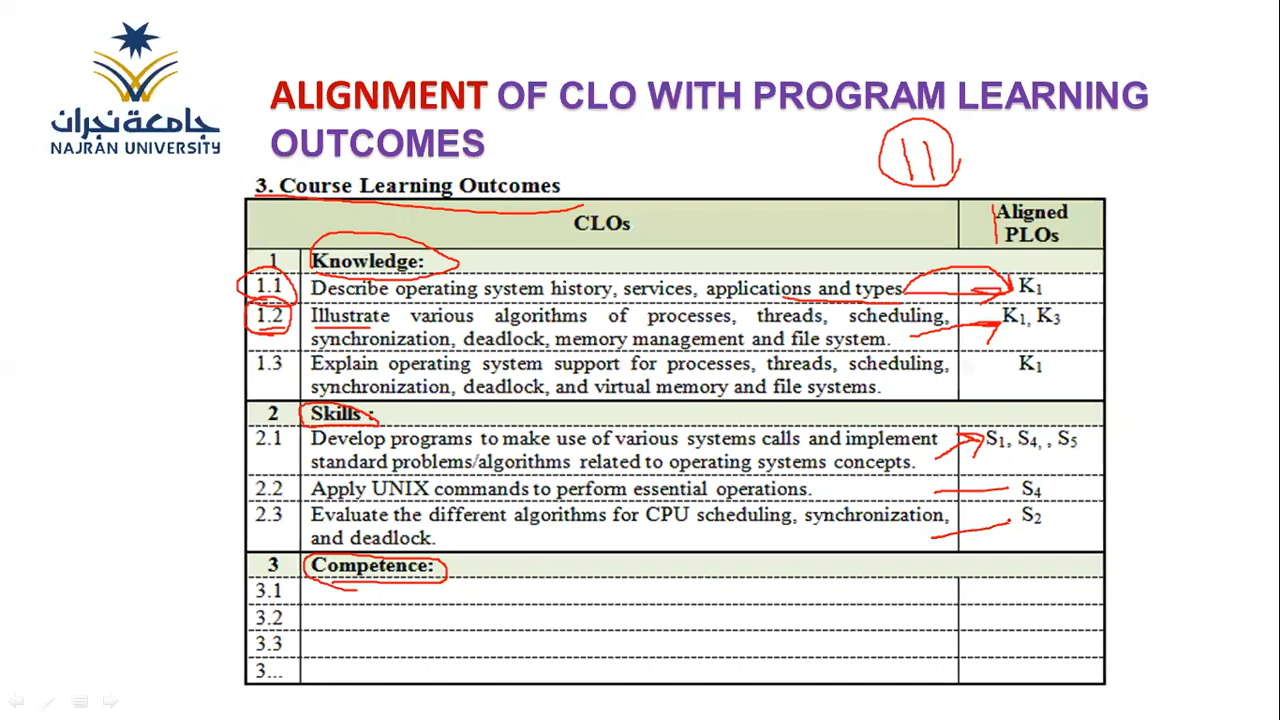 جامعة نجران
NAJRAN UNIVERSITY
ALIGNMENT OF CLO WITH PROGRAM LEARNING
OUTCOMES
11
3. Course Learning Outcomes
CLOs
Aligned
PLOs
1 Knowledge:
1.1 Describe operating system history, services, applications and types K1
1.2 Illustrate various algorithms of processes, threads, scheduling, K1, K3
synchronization, deadlock, memory management and file system.
1.3 Explain operating system support for processes, threads, scheduling, K1
synchronization, deadlock, and virtual memory and file systems.
2 Skills :
2.1 Develop programs to make use of various systems calls and implement S1, S4, , S5
standard problems/algorithms related to operating systems concepts.
2.2 Apply UNIX commands to perform essential operations. S4
2.3 Evaluate the different algorithms for CPU scheduling, synchronization, S2
and deadlock.
3 Competence:
3.1
3.2
3.3
3...